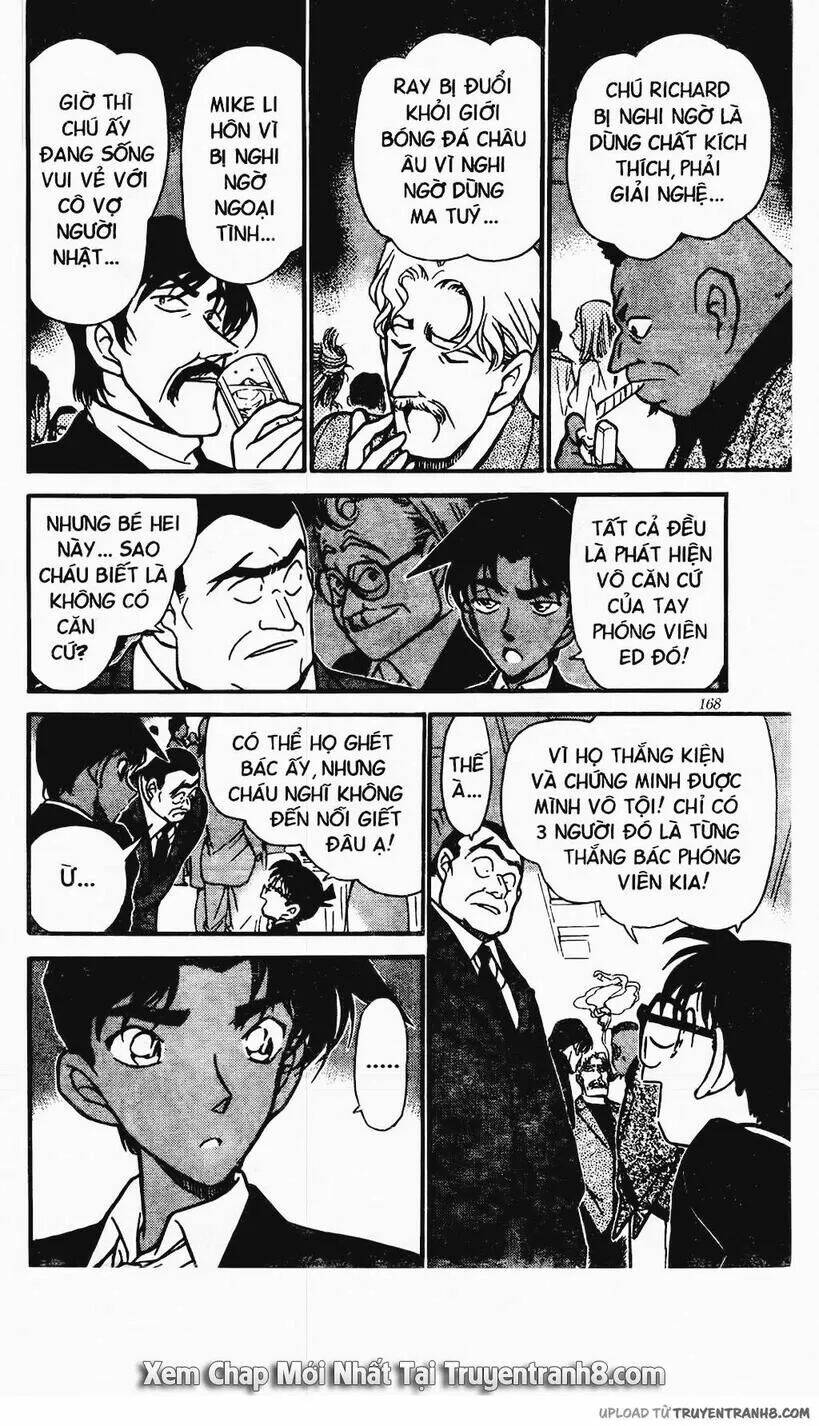 CHÚ RICHARD
BỊ NGHI NGỜ LÀ
DÙNG CHẤT KÍCH
THÍCH, PHẢI
GIẢI NGHỆ...
RAY BỊ ĐUỔI
KHỎI GIỚI
BÓNG ĐÁ CHÂU
ÂU VÌ NGHI
NGỜ DÙNG
MA TUÝ...
MIKE LI
HÔN VÌ
BỊ NGHI
NGỜ
NGOẠI
TÌNH...
GIỜ THÌ
CHÚ ẤY
ĐANG SỐNG
VUI VẺ VỚI
CÔ VỢ
NGƯỜI
NHẬT...
TẤT CẢ ĐỀU
LÀ PHÁT HIỆN
VÔ CĂN CỨ
CỦA TAY
PHÓNG VIÊN
ED ĐÓ!
NHƯNG BÉ HEI
NÀY... SAO
CHÁU BIẾT LÀ
KHÔNG CÓ
CĂN
CỨ?
168
VÌ HỌ THẮNG KIỆN
VÀ CHỨNG MINH ĐƯỢC
MÌNH VÔ TỘI! CHỈ CÓ
3 NGƯỜI ĐÓ LÀ TỪNG
THẮNG BÁC PHÓNG
VIÊN KIA!
THẾ
À...
CÓ THỂ HỌ GHÉT
BÁC ẤY, NHƯNG
CHÁU NGHĨ KHÔNG
ĐẾN NỖI GIẾT
ĐÂU Ạ!
Ừ...
......
Xem Chap Mới Nhất Tại Truyentranh8.com
UPLOAD TỪ TRUYENTRANH8.COM